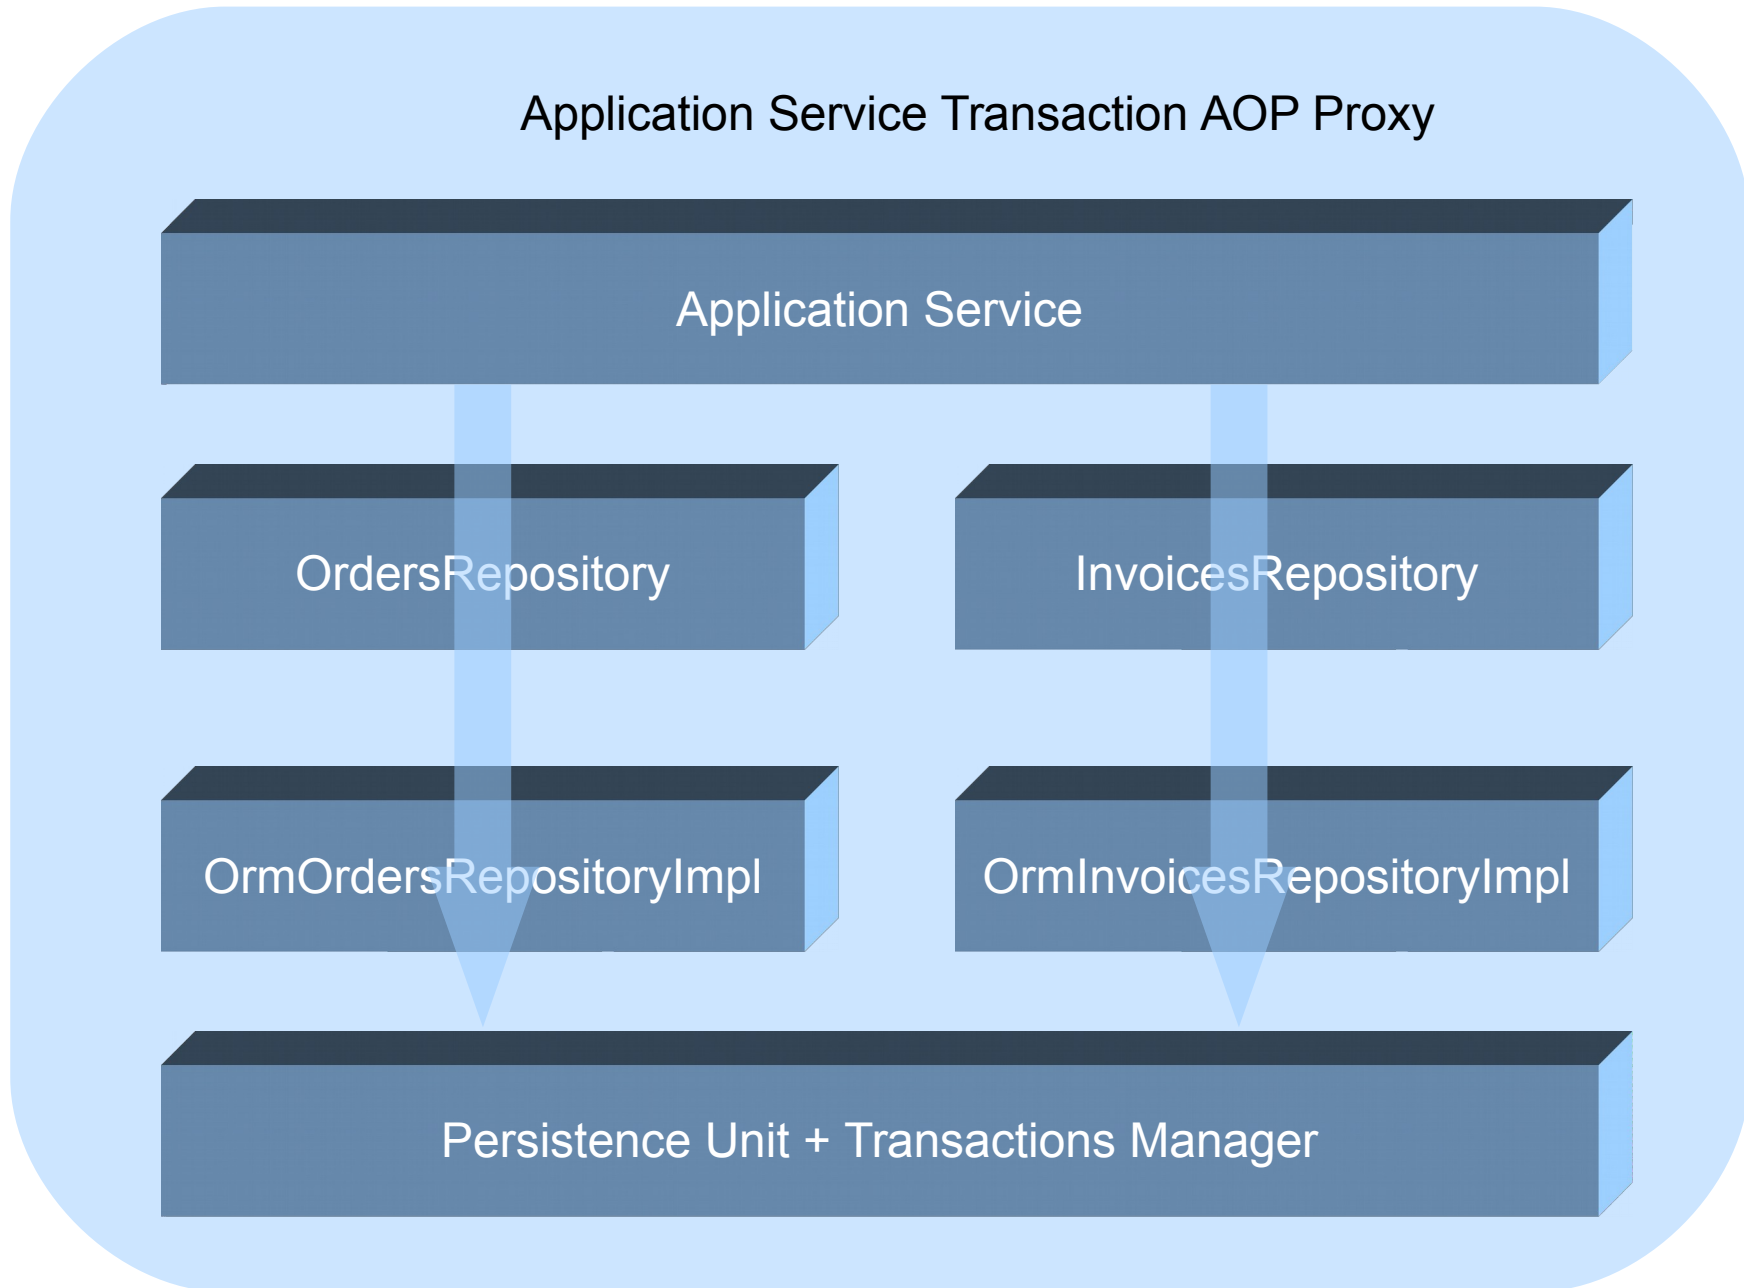 Application Service Transaction AOP Proxy
Application Service
OrdersRepository
InvoicesRepository
OrmOrdersRepositoryImpl
OrmInvoicesRepositoryImpl
Persistence Unit + Transactions Manager